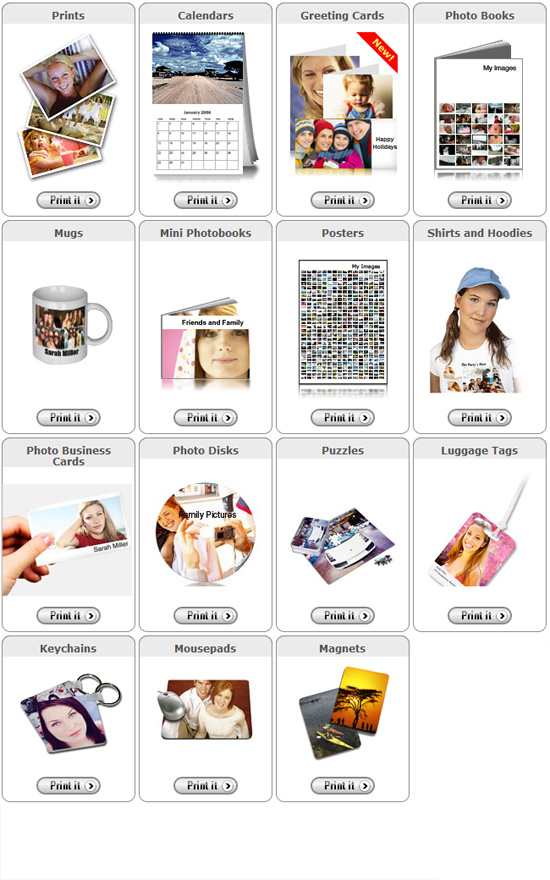 Prints
Calendars
Greeting Cards
Photo Books
January 2006
New!
Happy
Holidays
My Images
Print it
Print it
Print it
Print it
Mugs
Mini Photobooks
Posters
Shirts and Hoodies
Sarah Miller
Friends and Family
My Images
Print it
Print it
Print it
Print it
Photo Business
Cards
Photo Disks
Puzzles
Luggage Tags
Sarah Miller
Family Pictures
Print it
Print it
Print it
Print it
Keychains
Mousepads
Magnets
Print it
Print it
Print it